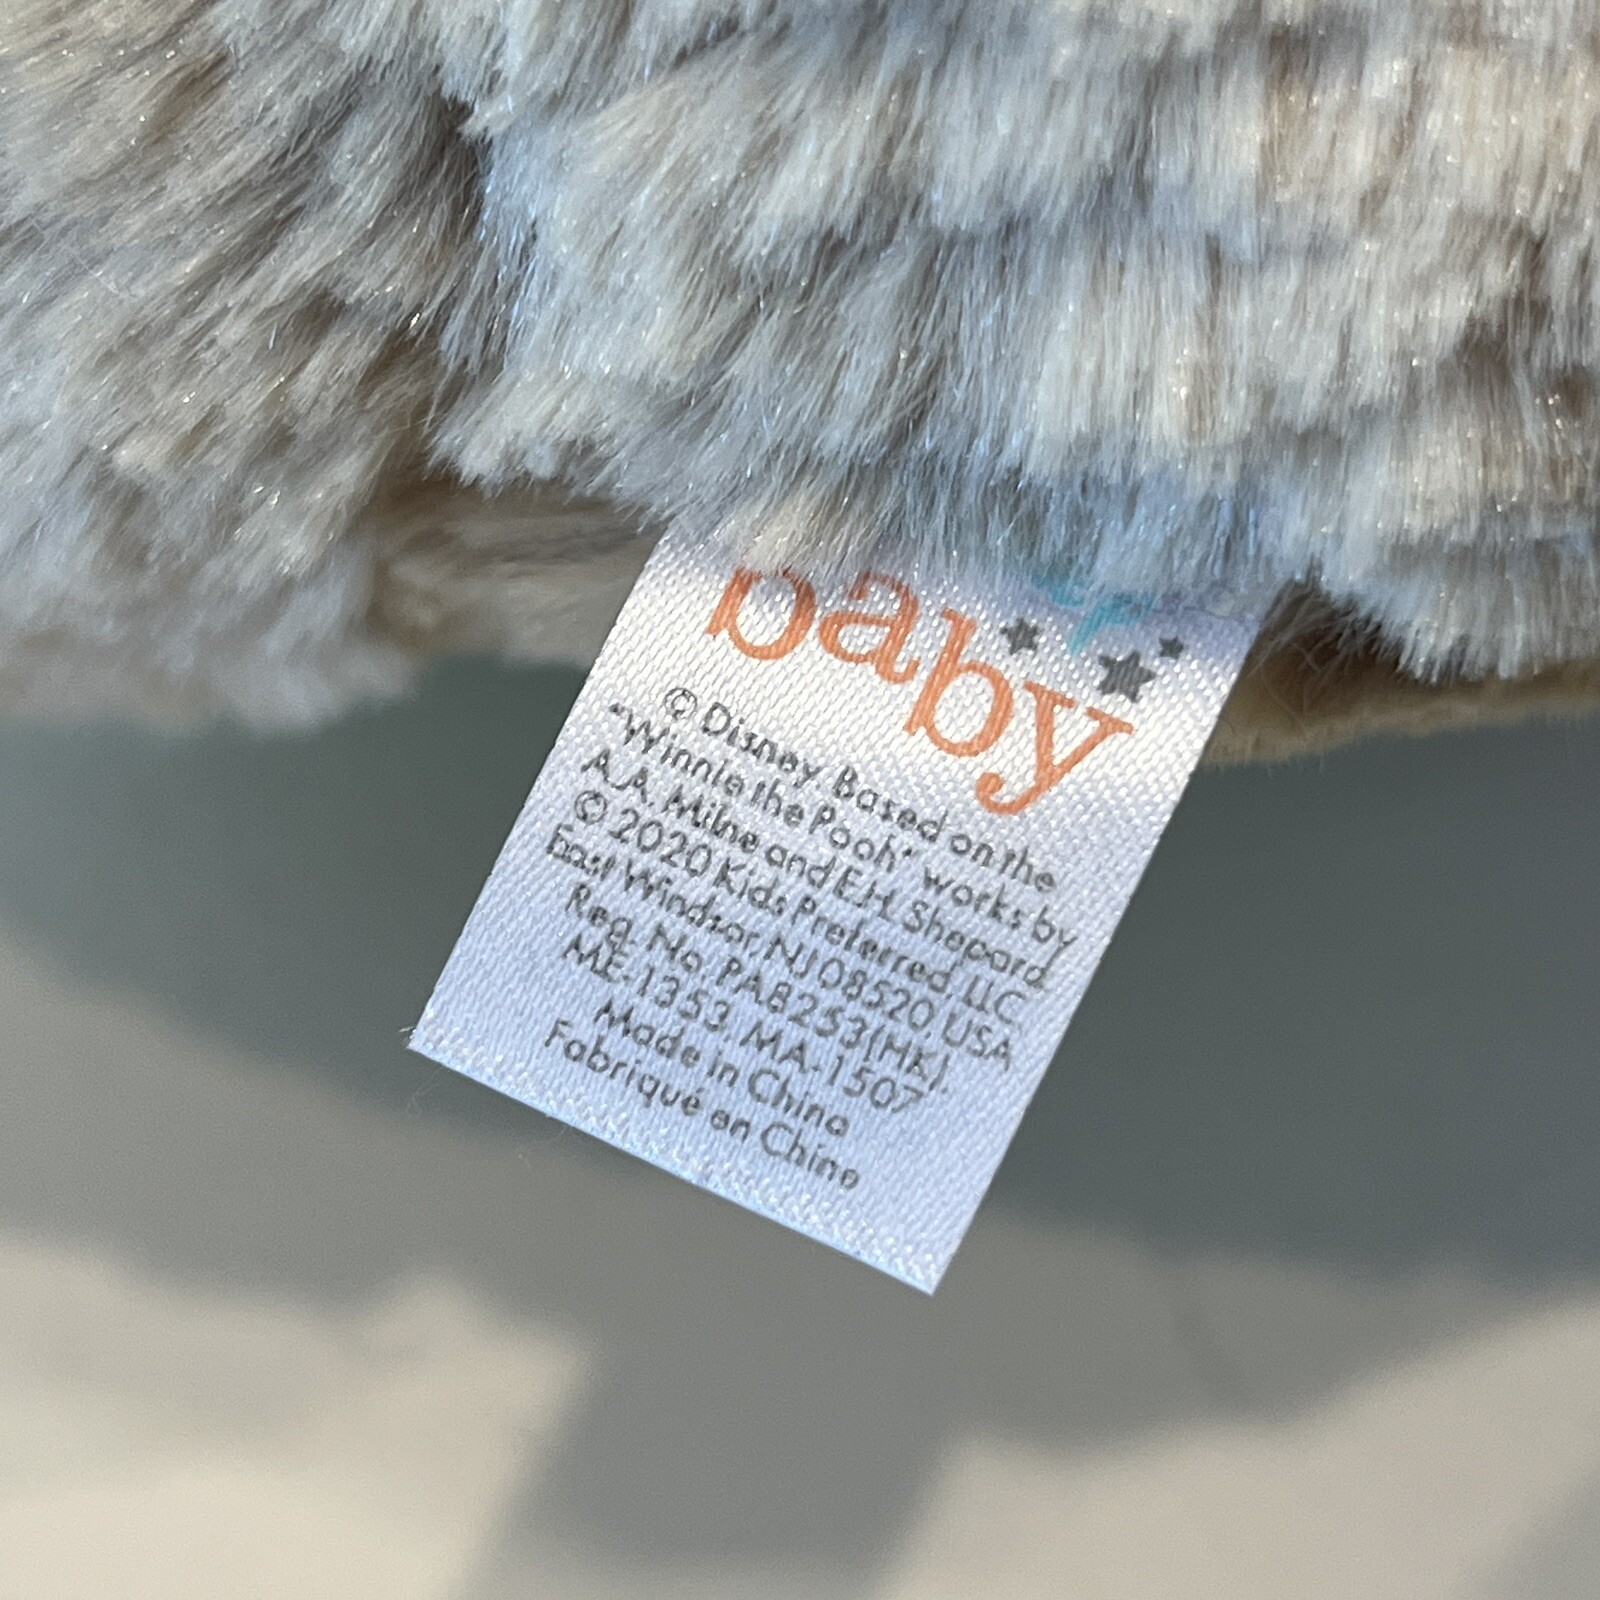 baby
© Disney. Based on the
"Winnie the Pooh" works by
A.A. Milne and E.H. Shepard.
© 2020 Kids Preferred, LLC
East Windsor, NJ 08520, USA
Reg. No. PA8253(HK),
ME-1353, MA-1507
Made in China
Fabriqué en Chine